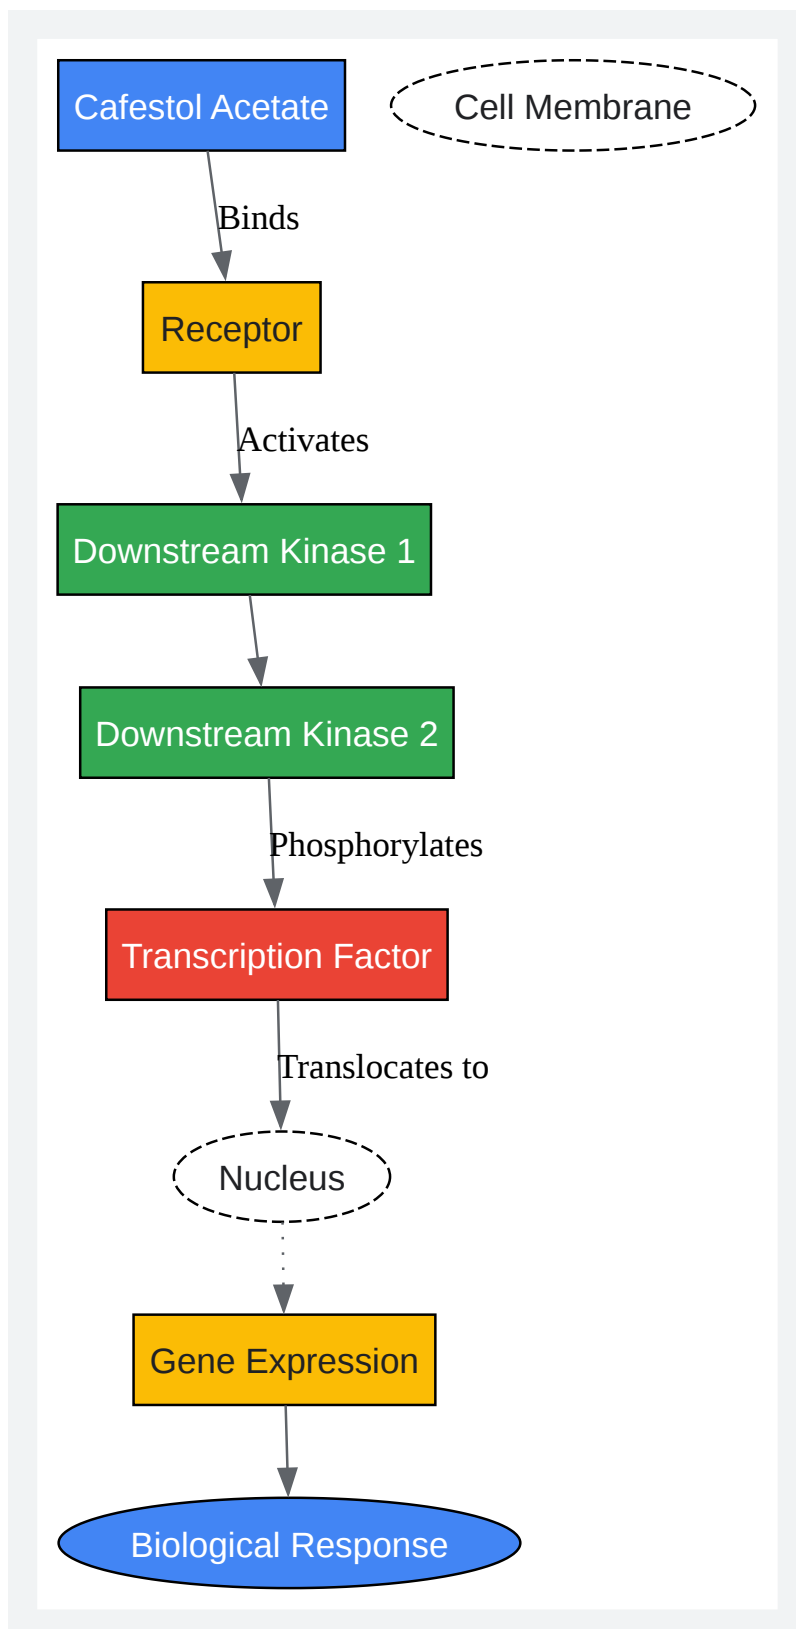 Cafestol Acetate
Cell Membrane
Binds
Receptor
Activates
Downstream Kinase 1
Downstream Kinase 2
Phosphorylates
Transcription Factor
Translocates to
Nucleus
Gene Expression
Biological Response